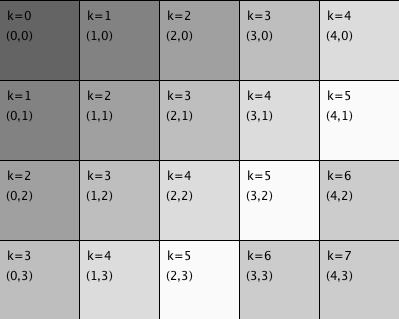 k=0 k=1 k=2 k=3 k=4
(0,0) (1,0) (2,0) (3,0) (4,0)
k=1 k=2 k=3 k=4 k=5
(0,1) (1,1) (2,1) (3,1) (4,1)
k=2 k=3 k=4 k=5 k=6
(0,2) (1,2) (2,2) (3,2) (4,2)
k=3 k=4 k=5 k=6 k=7
(0,3) (1,3) (2,3) (3,3) (4,3)